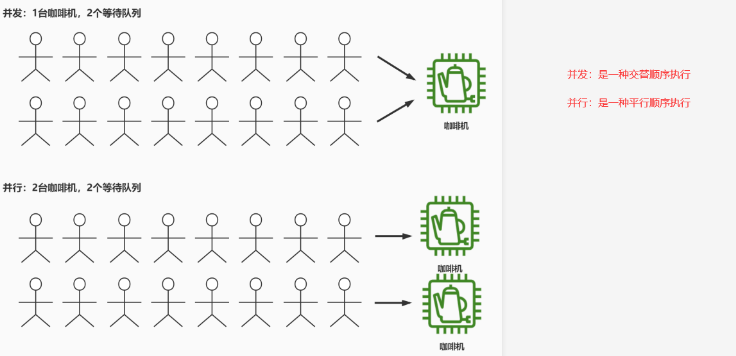 并发：1台咖啡机，2个等待队列
咖啡机
并发：是一种交替顺序执行
并行：是一种平行顺序执行
并行：2台咖啡机，2个等待队列
咖啡机
咖啡机